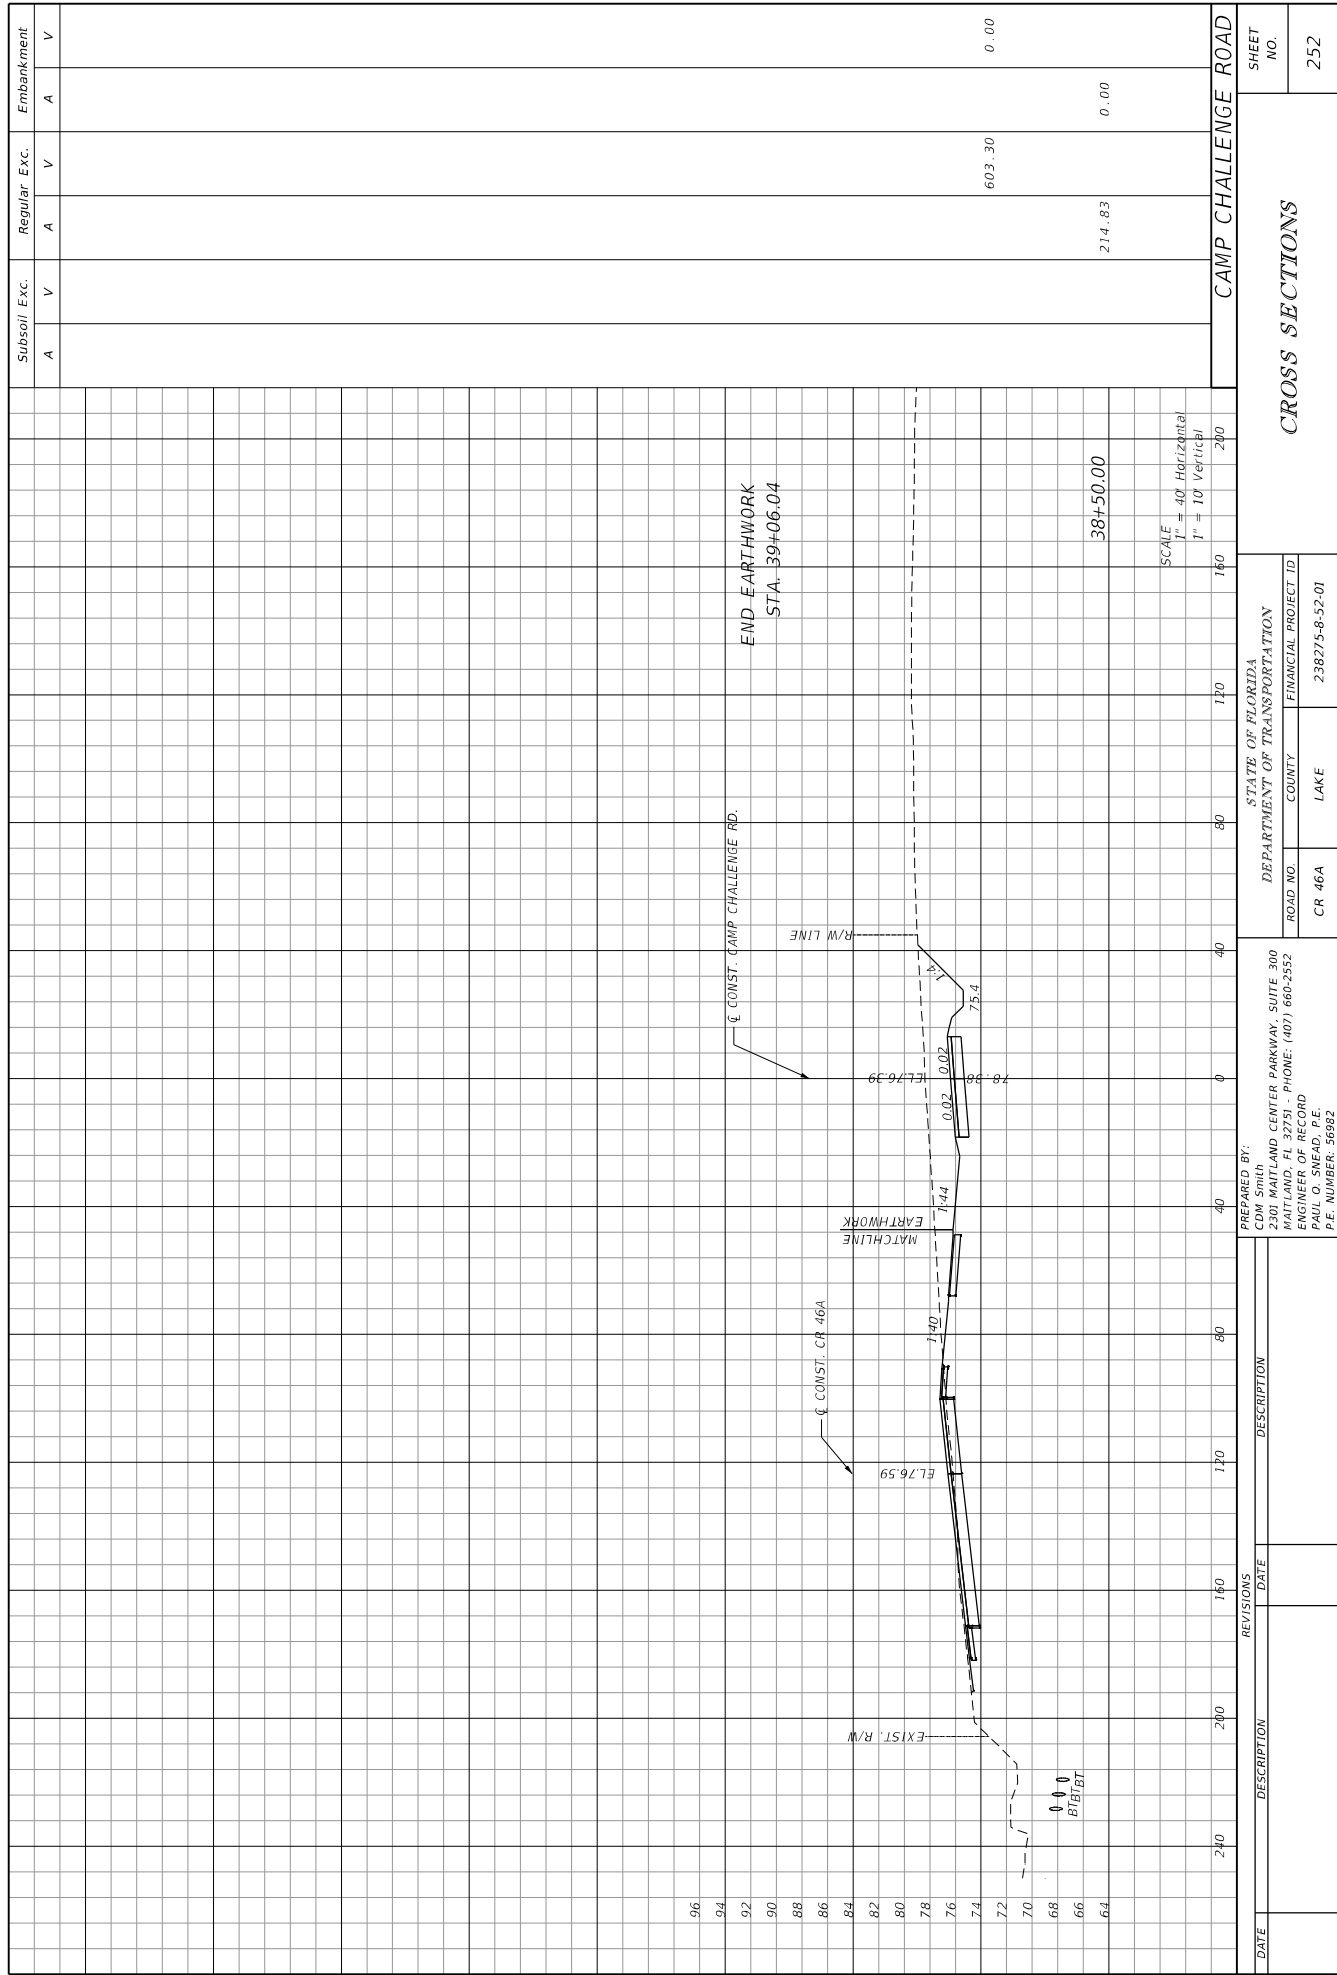 Subsoil Exc. Regular Exc. Embankment
A V A V A V
603.30 0.00
214.83 0.00
CAMP CHALLENGE ROAD
END EARTHWORK
STA. 39+06.04
℄ CONST. CAMP CHALLENGE RD.
℄ CONST. CR 46A
R/W LINE
EXIST. R/W
MATCHLINE
EARTHWORK
EL.76.59
EL.76.39
78.38
0.02 0.02
1:40
1:44
1:4
75.4
BT BT BT
96
94
92
90
88
86
84
82
80
78
76
74
72
70
68
66
64
38+50.00
SCALE
1" = 40' Horizontal
1" = 10' Vertical
240 200 160 120 80 40 0 40 80 120 160 200
REVISIONS
DATE DESCRIPTION DATE DESCRIPTION
PREPARED BY:
CDM Smith
2301 MAITLAND CENTER PARKWAY, SUITE 300
MAITLAND, FL 32751 - PHONE: (407) 660-2552
ENGINEER OF RECORD
PAUL Q. SNEAD, P.E.
P.E. NUMBER: 56982
STATE OF FLORIDA
DEPARTMENT OF TRANSPORTATION
ROAD NO. COUNTY FINANCIAL PROJECT ID
CR 46A LAKE 238275-8-52-01
CROSS SECTIONS
SHEET
NO.
252